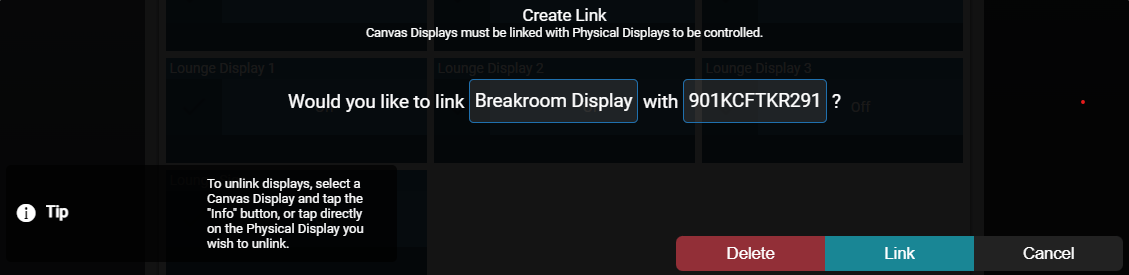 Create Link
Canvas Displays must be linked with Physical Displays to be controlled.
Lounge Display 1
Lounge Display 2
Lounge Display 3
Would you like to link Breakroom Display with 901KCFTKR291 ?
Off
To unlink displays, select a
Canvas Display and tap the
"Info" button, or tap directly
on the Physical Display you
wish to unlink.
Tip
Delete
Link
Cancel